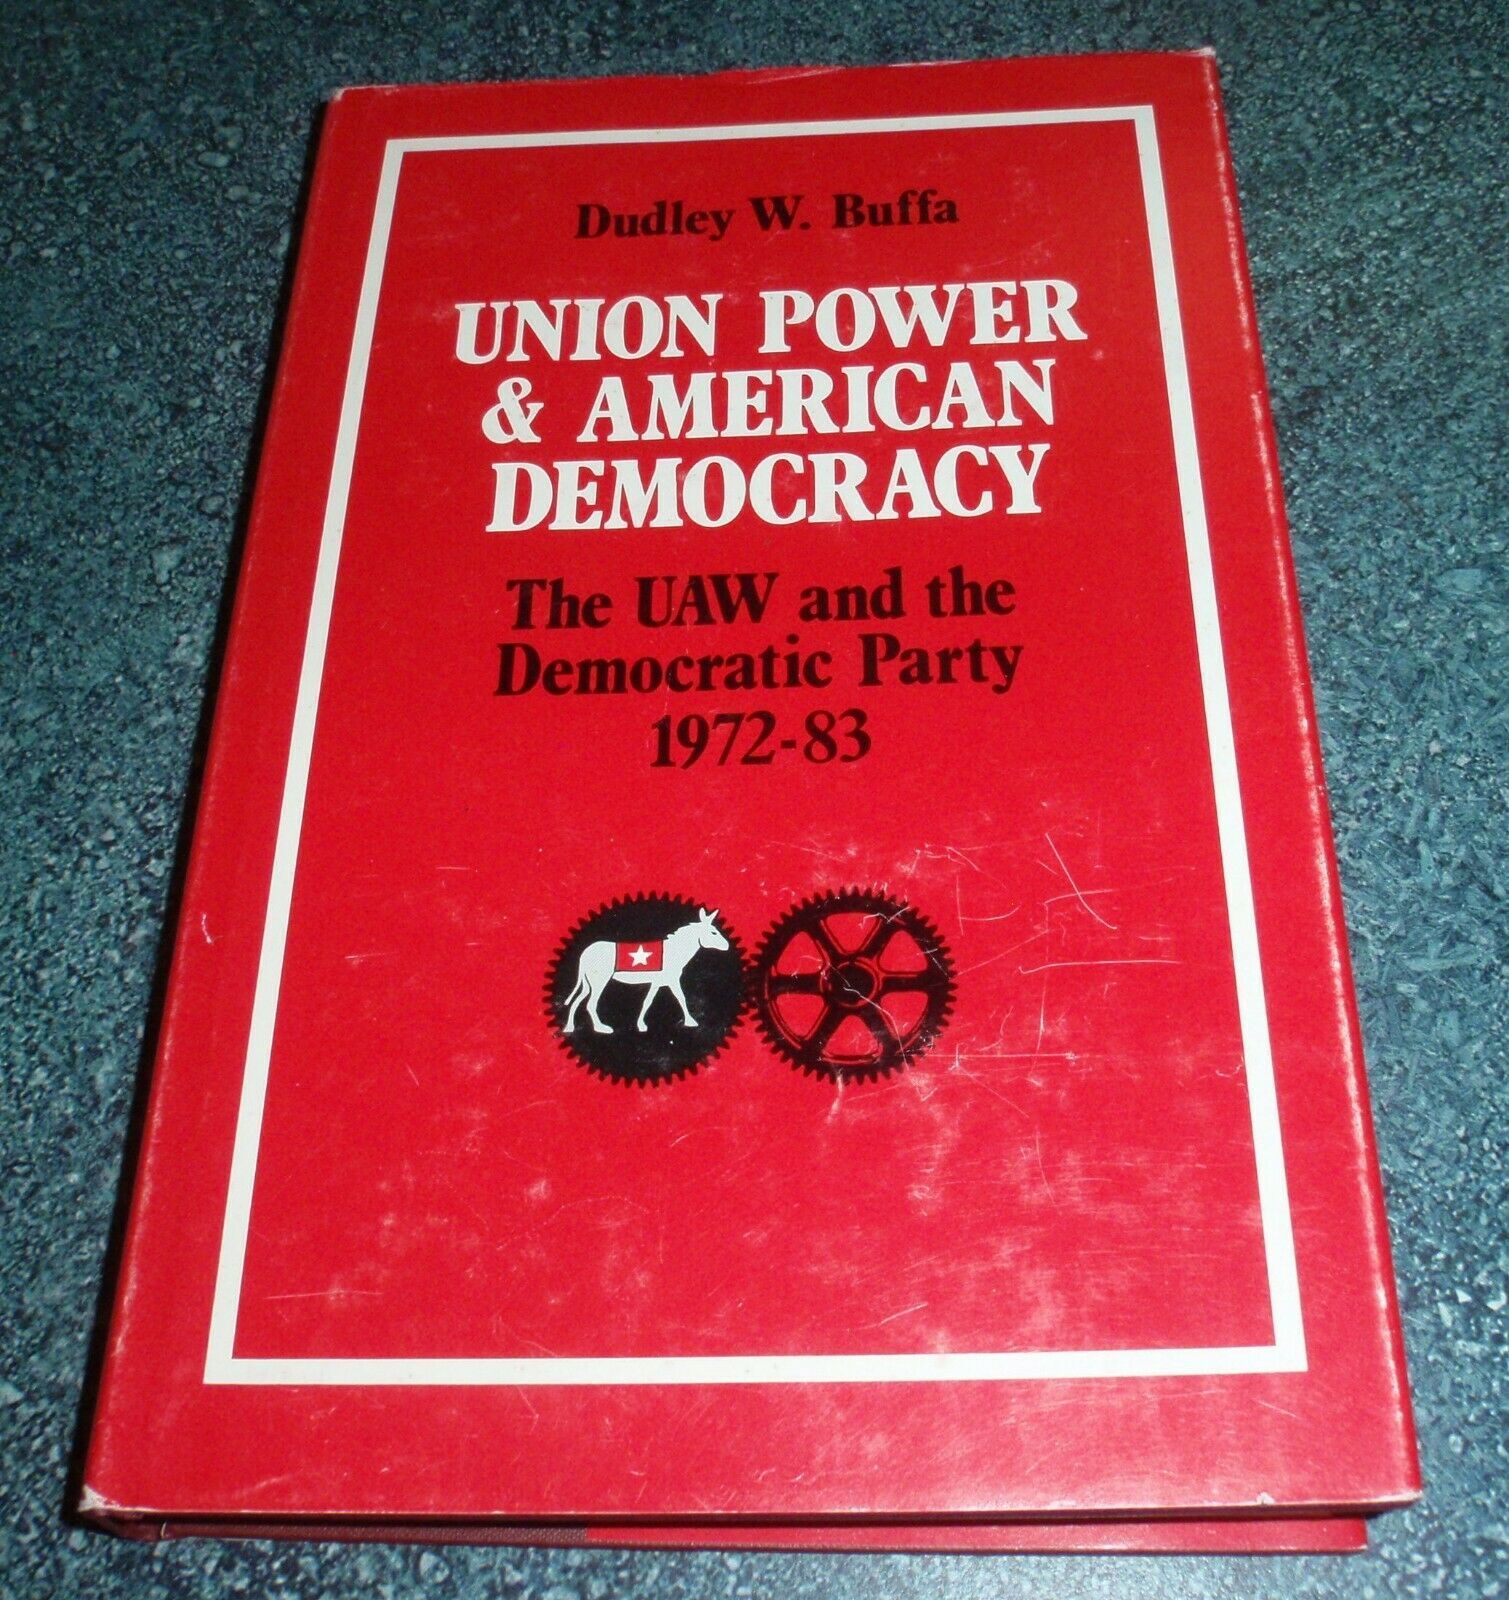 Dudley W. Buffa
UNION POWER
& AMERICAN
DEMOCRACY
The UAW and the
Democratic Party
1972-83